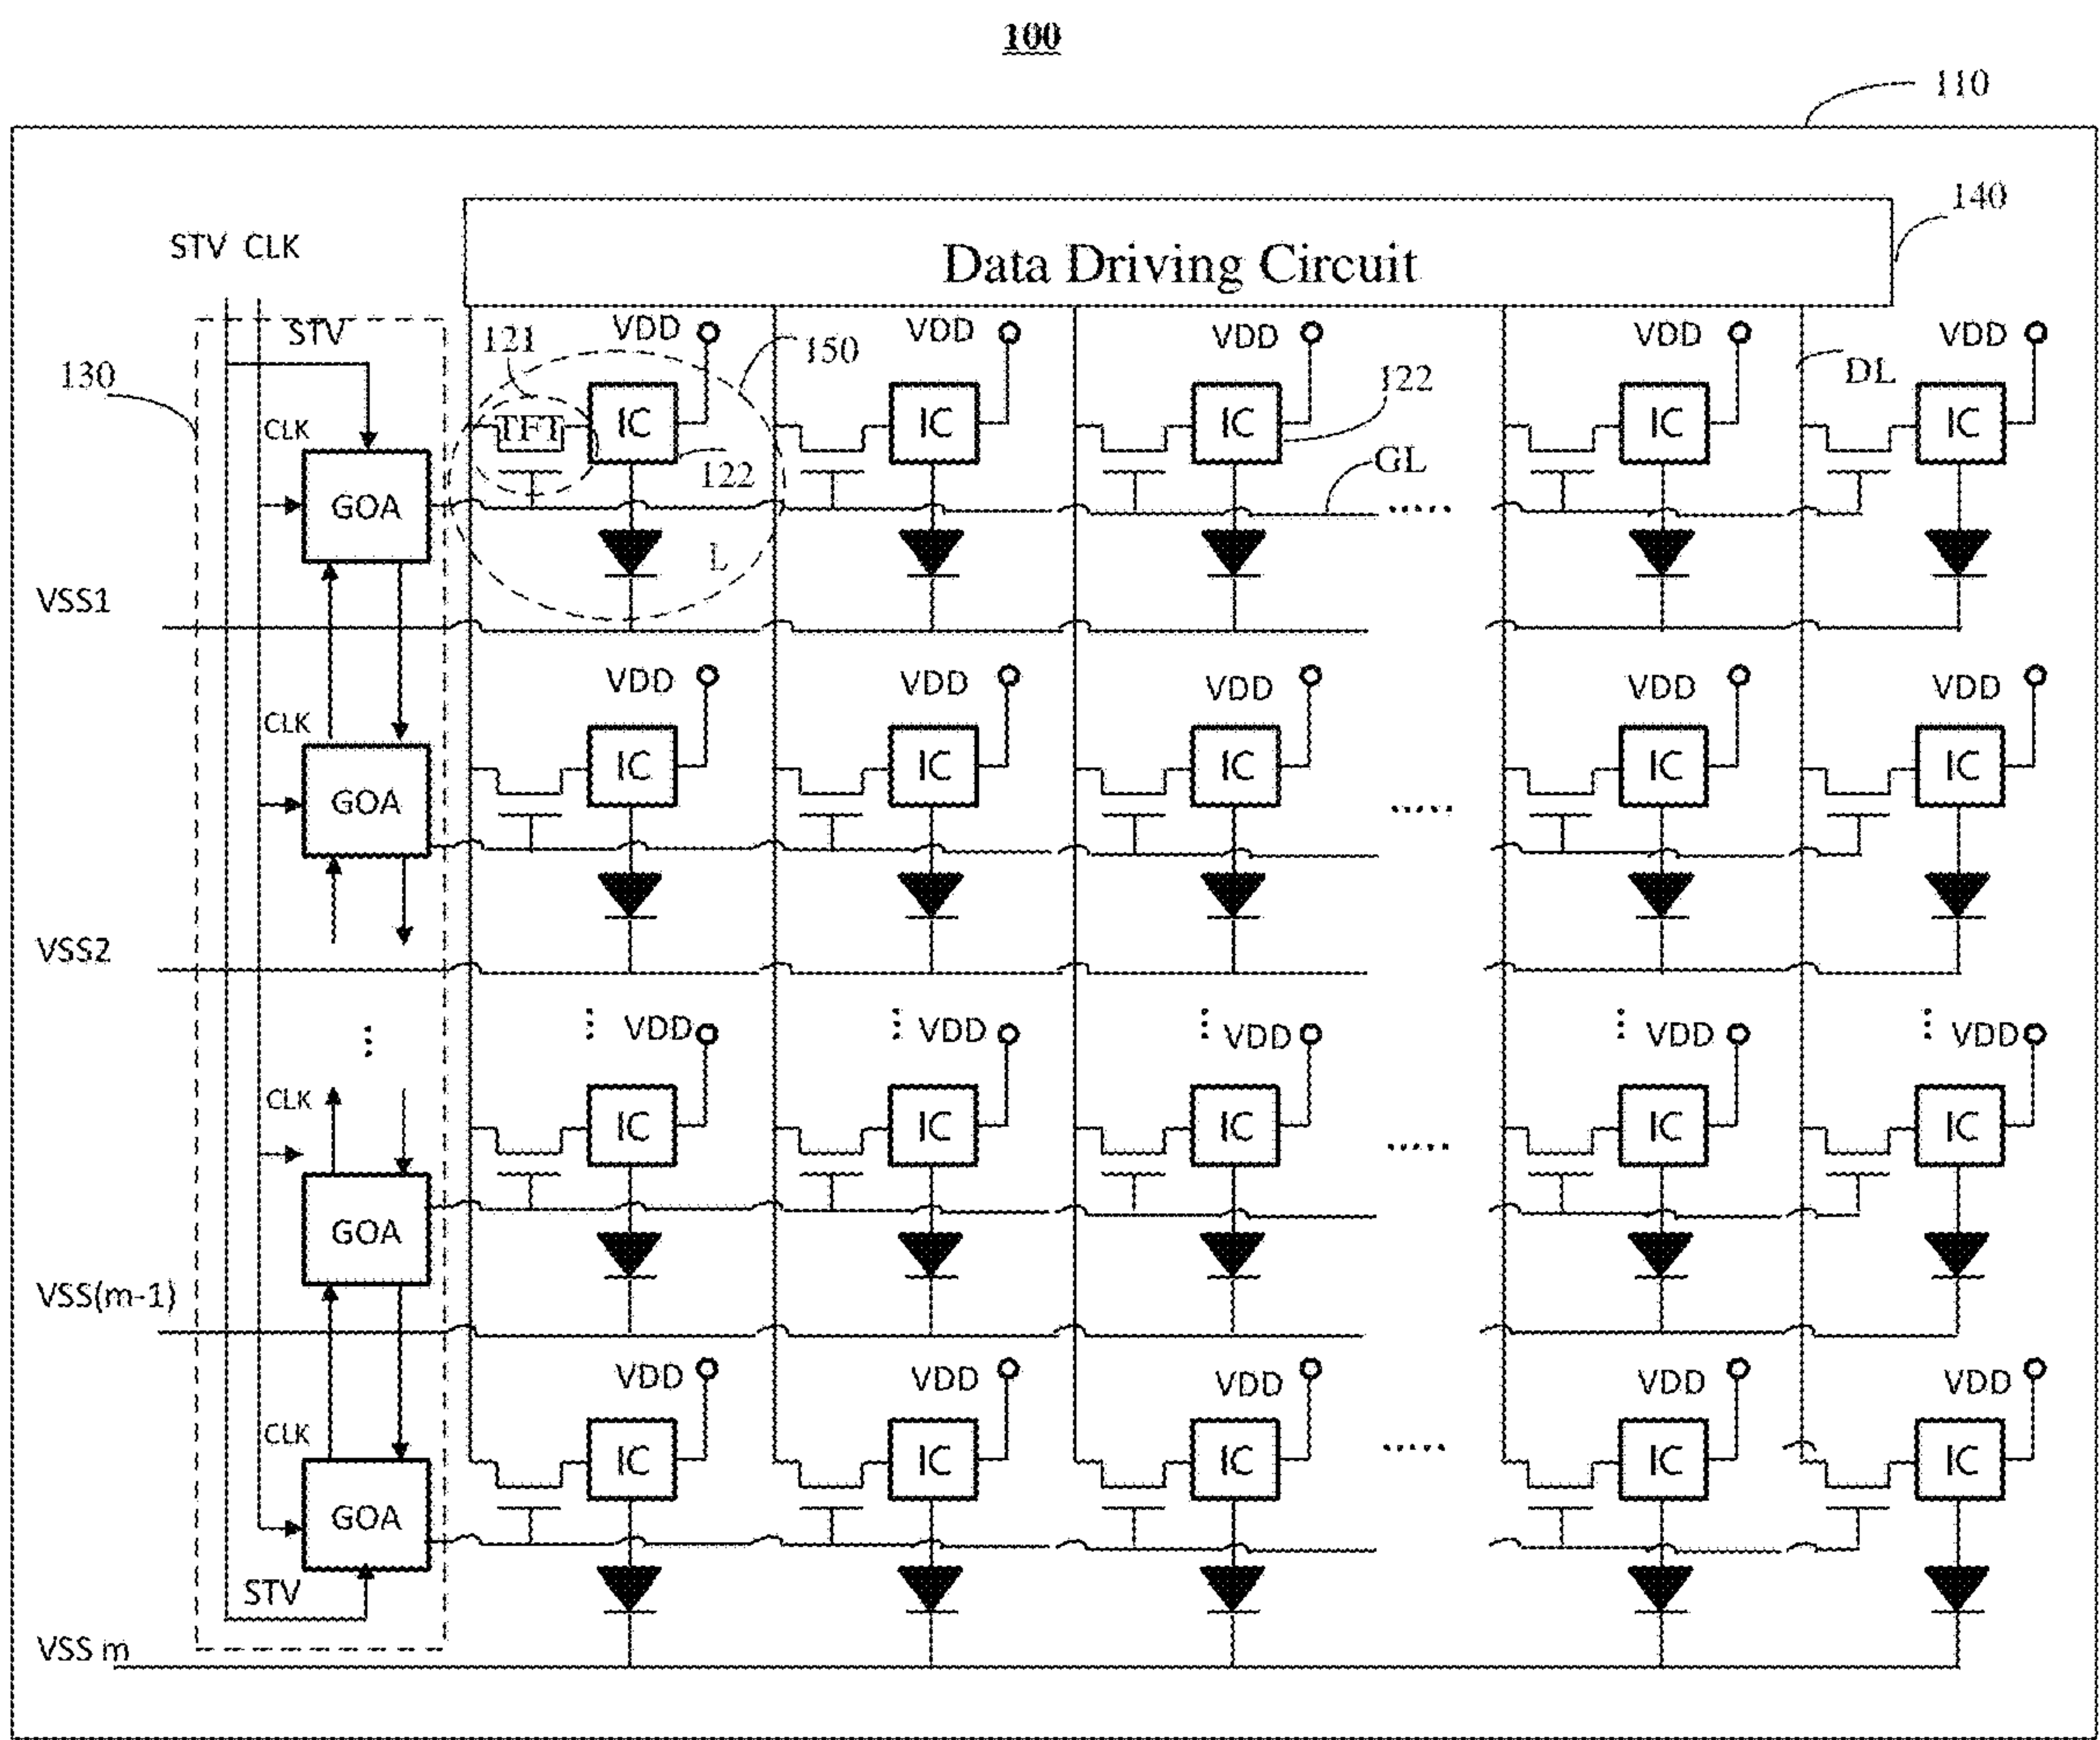 100
110
140
Data Driving Circuit
STV CLK
STV
130
121
VDD
150
VDD
VDD
VDD
DL
VDD
CLK
TFT
IC
IC
IC
122
IC
IC
122
GL
GOA
.....
L
VSS1
VDD
VDD
VDD
VDD
VDD
CLK
IC
IC
IC
IC
IC
GOA
.....
VSS2
⋮ VDD
⋮ VDD
⋮ VDD
⋮ VDD
⋮ VDD
⋮
CLK
IC
IC
IC
.....
IC
IC
GOA
VSS(m-1)
VDD
VDD
VDD
VDD
VDD
CLK
IC
IC
IC
.....
IC
IC
GOA
STV
VSS m